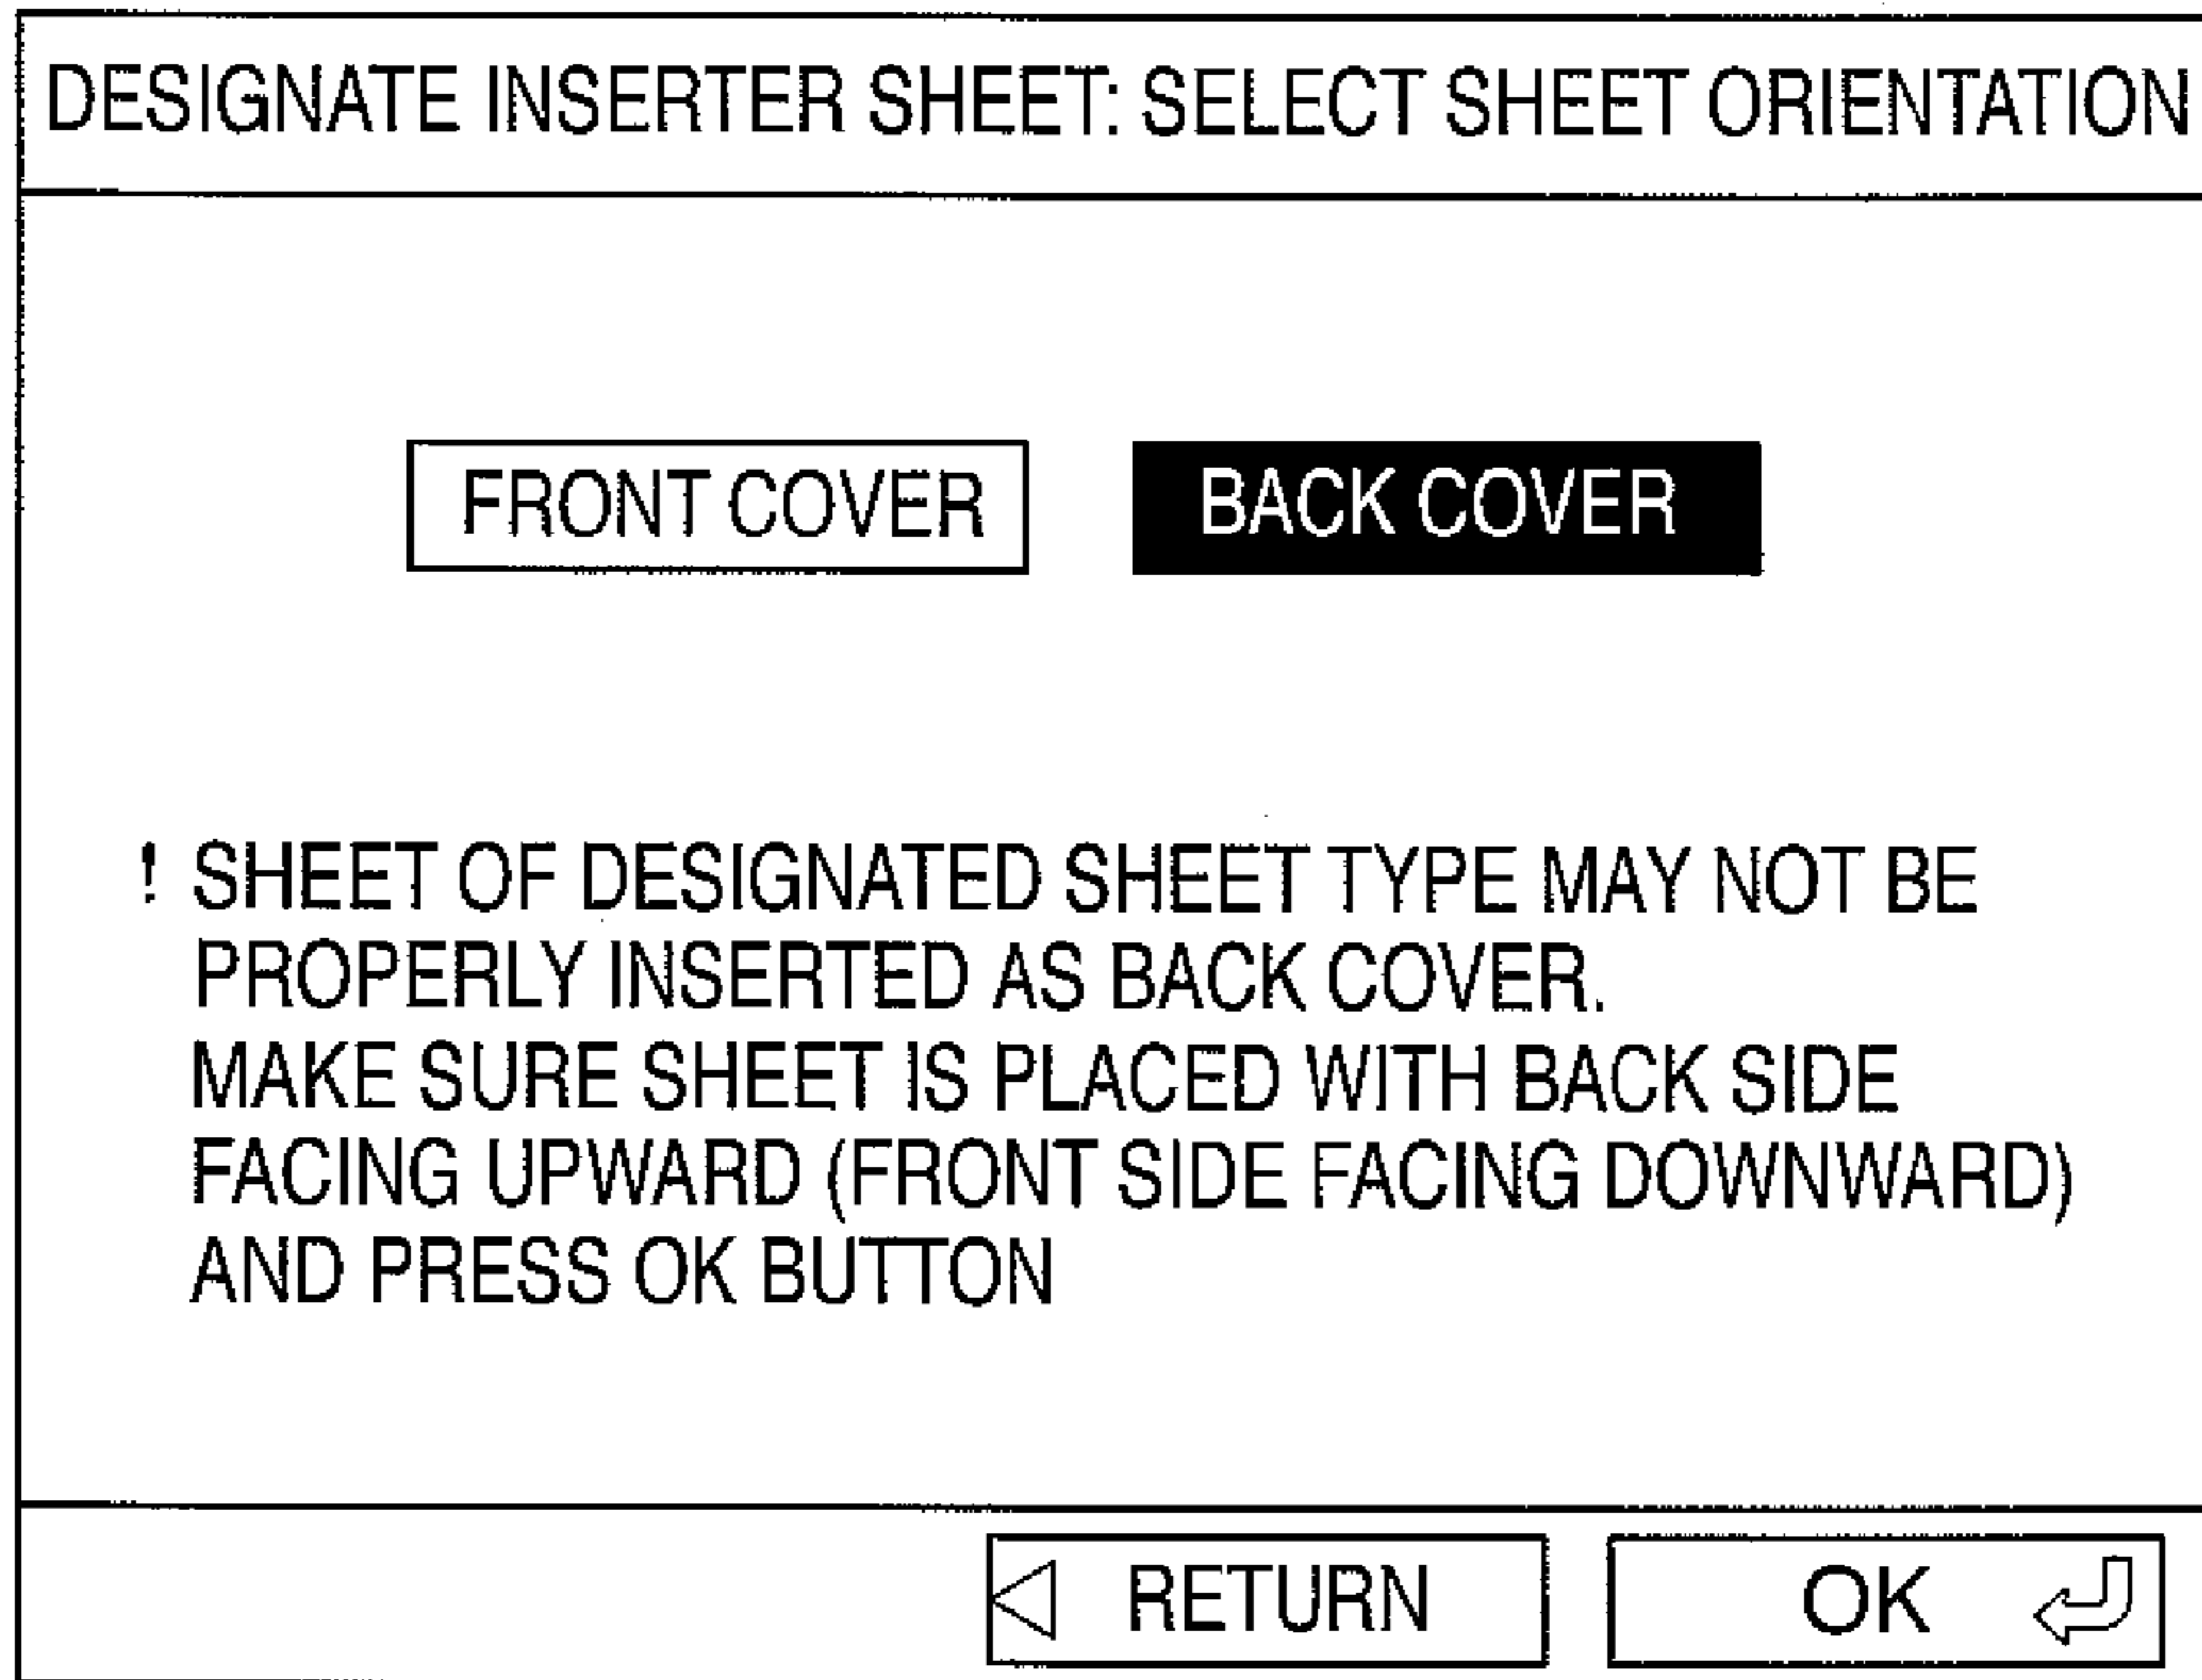 DESIGNATE INSERTER SHEET: SELECT SHEET ORIENTATION
FRONT COVER
BACK COVER
! SHEET OF DESIGNATED SHEET TYPE MAY NOT BE
PROPERLY INSERTED AS BACK COVER.
MAKE SURE SHEET IS PLACED WITH BACK SIDE
FACING UPWARD (FRONT SIDE FACING DOWNWARD)
AND PRESS OK BUTTON
RETURN
OK